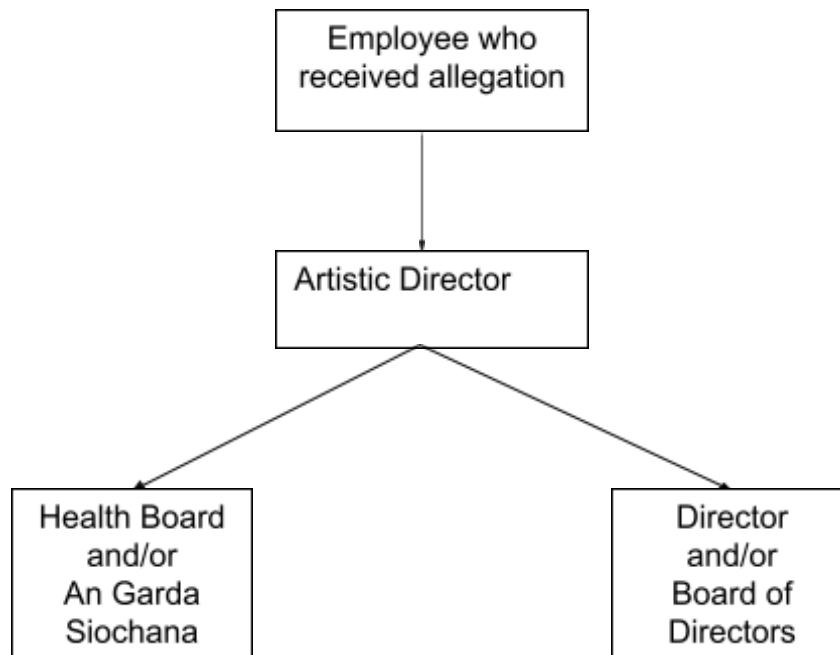 Employee who
received allegation
Artistic Director
Health Board
and/or
An Garda
Siochana
Director
and/or
Board of
Directors